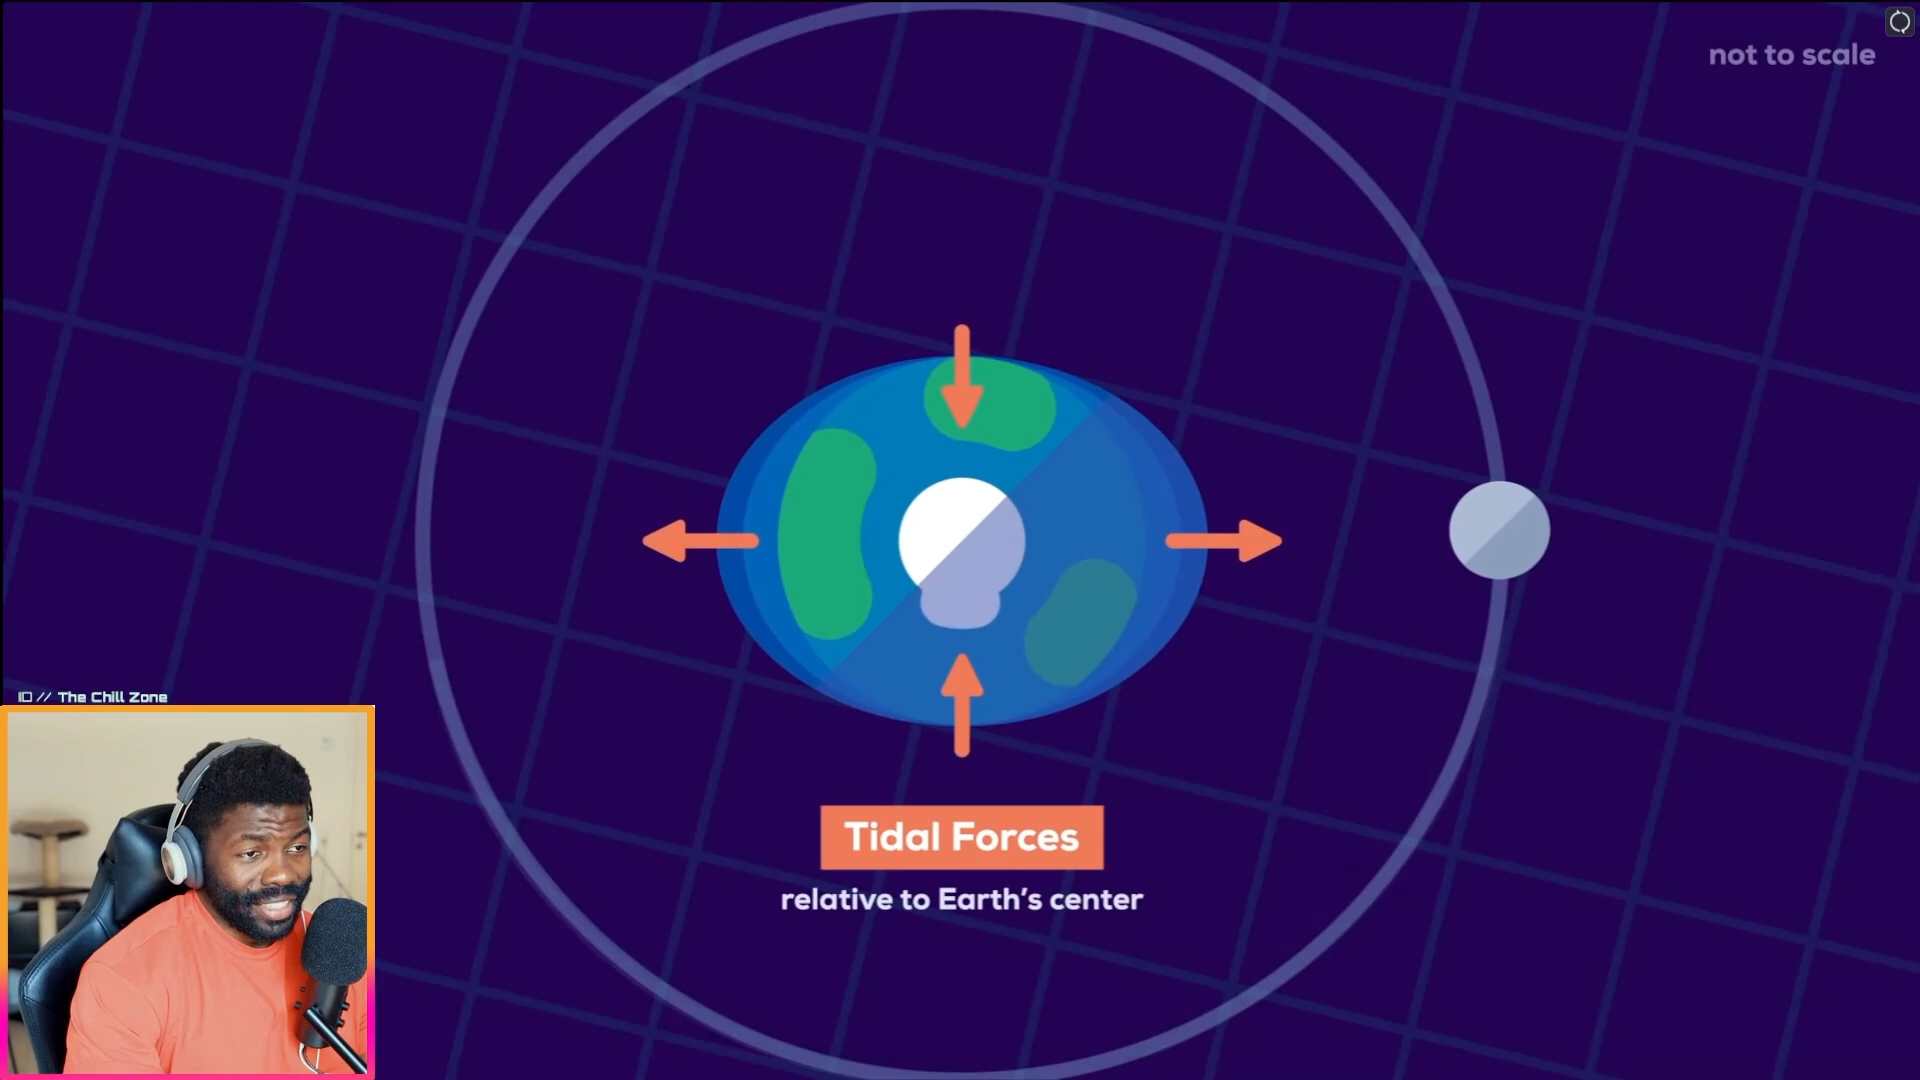 not to scale
ID // The Chill Zone
Tidal Forces
relative to Earth's center